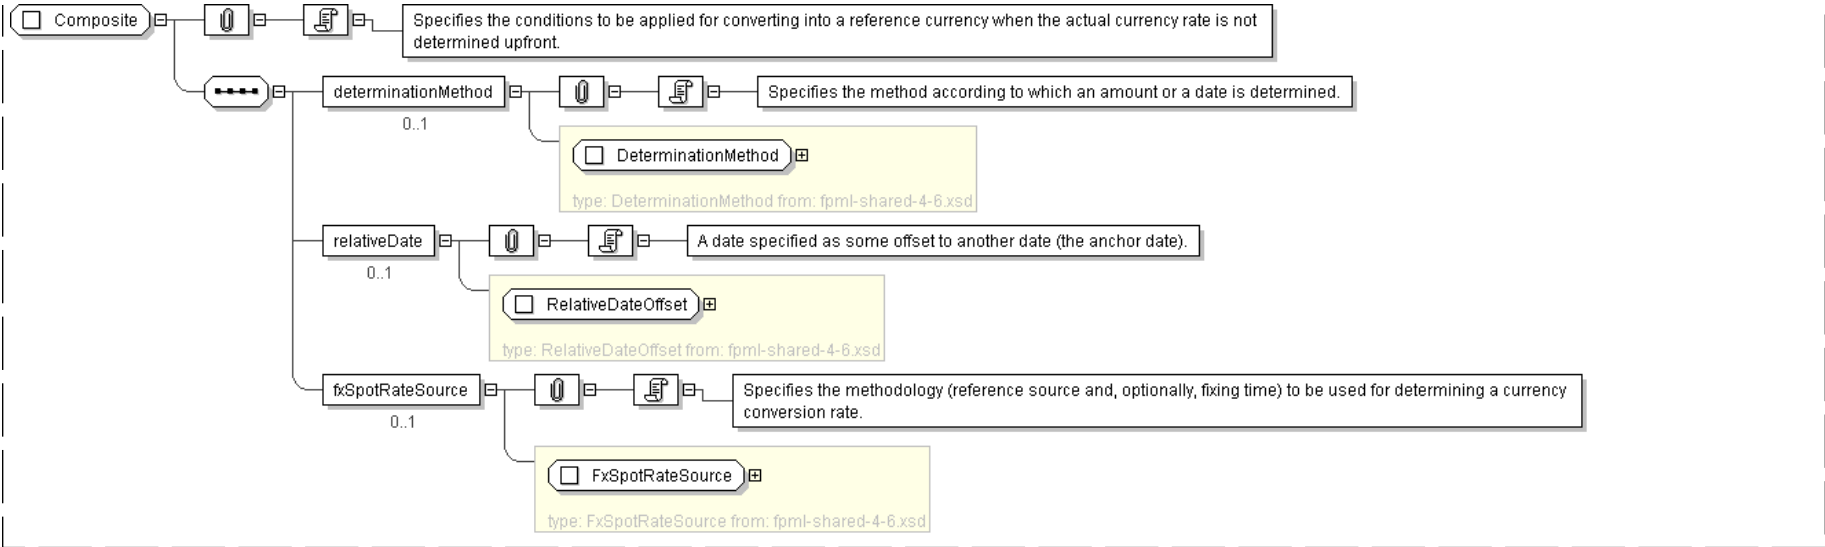 Composite
Specifies the conditions to be applied for converting into a reference currency when the actual currency rate is not
determined upfront.
determinationMethod
Specifies the method according to which an amount or a date is determined.
0..1
DeterminationMethod
type: DeterminationMethod from: fpml-shared-4-6.xsd
relativeDate
A date specified as some offset to another date (the anchor date).
0..1
RelativeDateOffset
type: RelativeDateOffset from: fpml-shared-4-6.xsd
fxSpotRateSource
Specifies the methodology (reference source and, optionally, fixing time) to be used for determining a currency
conversion rate.
0..1
FxSpotRateSource
type: FxSpotRateSource from: fpml-shared-4-6.xsd